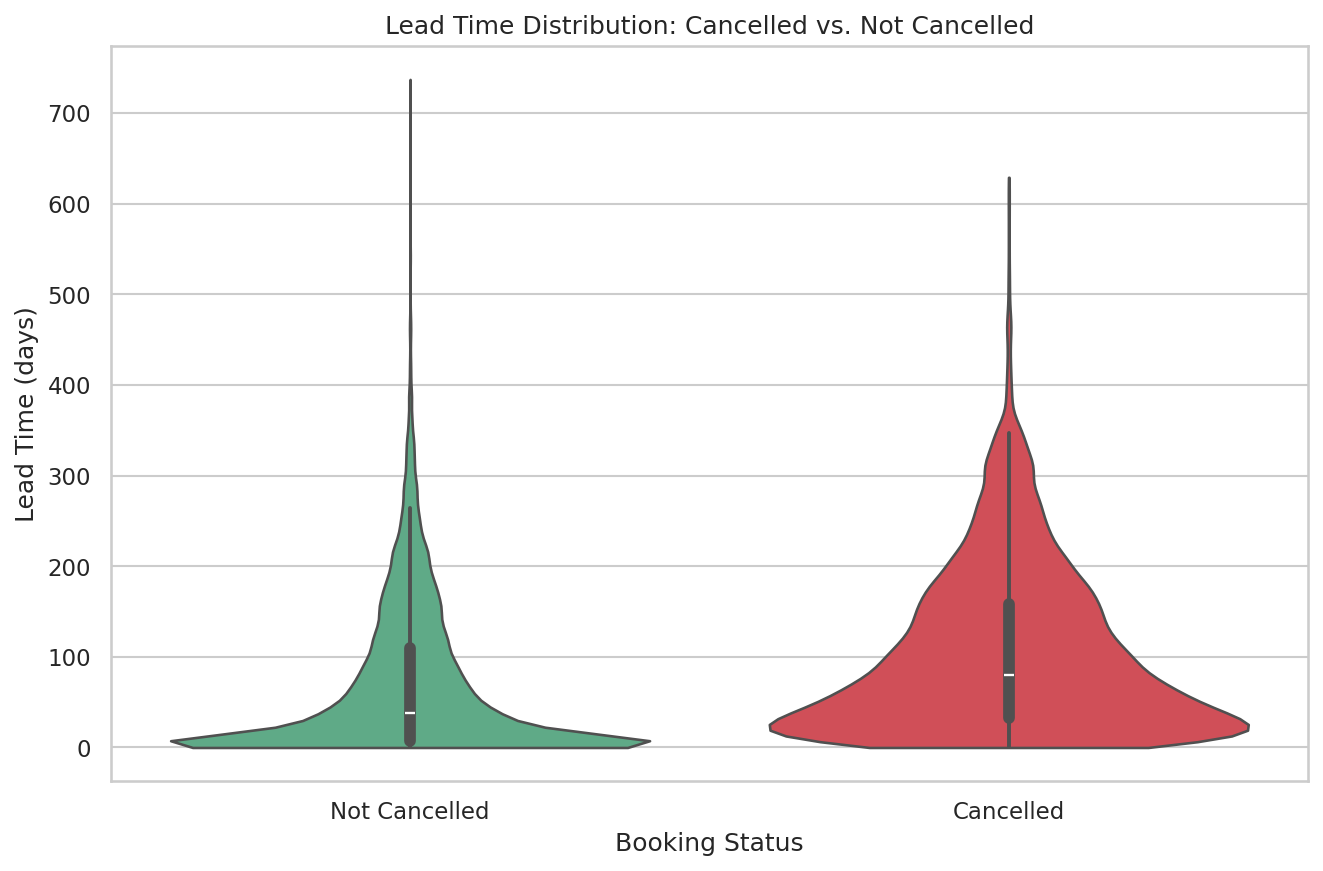 Lead Time Distribution: Cancelled vs. Not Cancelled
Lead Time (days)
700
600
500
400
300
200
100
0
Not Cancelled
Cancelled
Booking Status